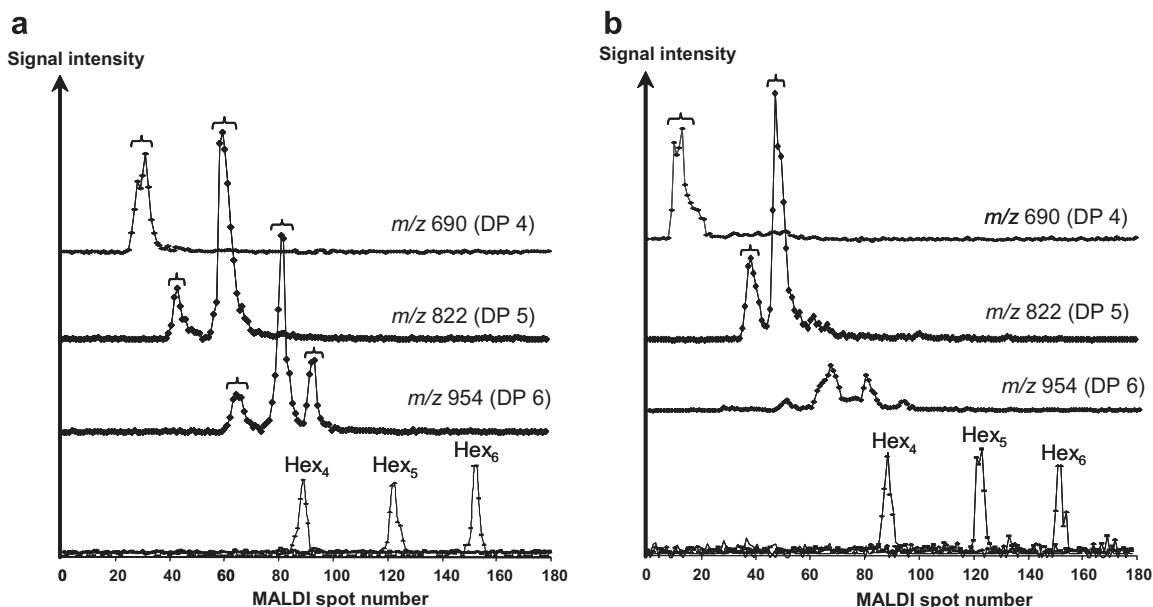 a
Signal intensity
m/z 690 (DP 4)
m/z 822 (DP 5)
m/z 954 (DP 6)
Hex₄
Hex₅
Hex₆
0 20 40 60 80 100 120 140 160 180
MALDI spot number
b
Signal intensity
m/z 690 (DP 4)
m/z 822 (DP 5)
m/z 954 (DP 6)
Hex₄
Hex₅
Hex₆
0 20 40 60 80 100 120 140 160 180
MALDI spot number